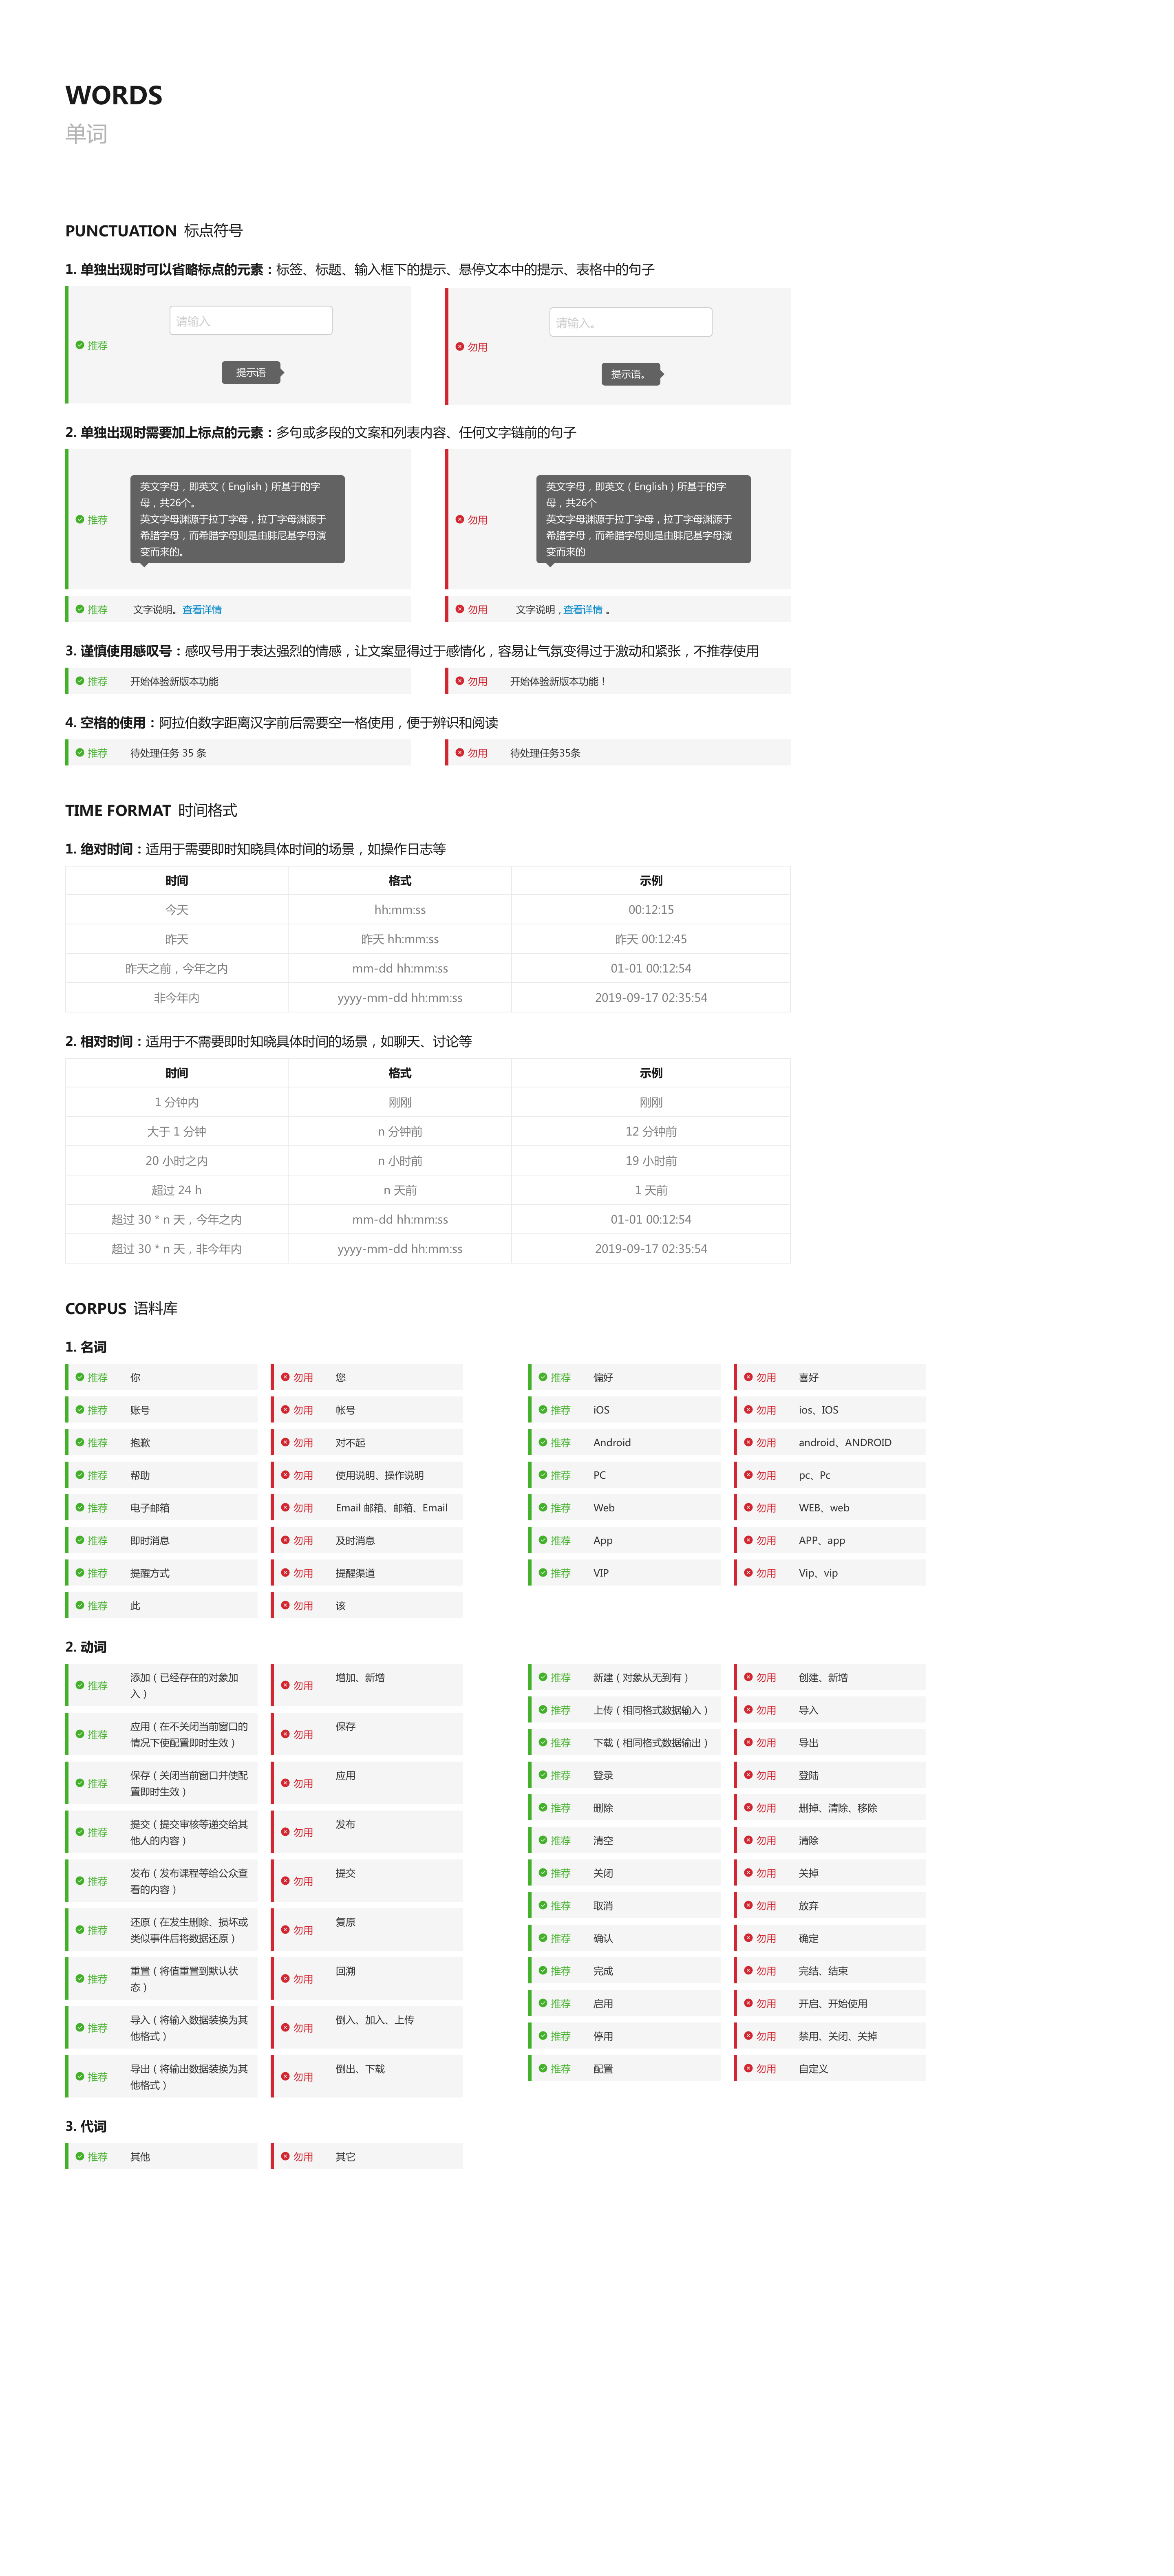 WORDS
单词
PUNCTUATION 标点符号
1. 单独出现时可以省略标点的元素：标签、标题、输入框下的提示、悬停文本中的提示、表格中的句子
推荐
请输入
提示语
勿用
请输入。
提示语。
2. 单独出现时需要加上标点的元素：多句或多段的文案和列表内容、任何文字链前的句子
推荐
英文字母，即英文（English）所基于的字
母，共26个。
英文字母渊源于拉丁字母，拉丁字母渊源于
希腊字母，而希腊字母则是由腓尼基字母演
变而来的。
勿用
英文字母，即英文（English）所基于的字
母，共26个
英文字母渊源于拉丁字母，拉丁字母渊源于
希腊字母，而希腊字母则是由腓尼基字母演
变而来的
推荐 文字说明。查看详情
勿用 文字说明，查看详情 。
3. 谨慎使用感叹号：感叹号用于表达强烈的情感，让文案显得过于感情化，容易让气氛变得过于激动和紧张，不推荐使用
推荐 开始体验新版本功能
勿用 开始体验新版本功能！
4. 空格的使用：阿拉伯数字距离汉字前后需要空一格使用，便于辨识和阅读
推荐 待处理任务 35 条
勿用 待处理任务35条
TIME FORMAT 时间格式
1. 绝对时间：适用于需要即时知晓具体时间的场景，如操作日志等
时间 格式 示例
今天 hh:mm:ss 00:12:15
昨天 昨天 hh:mm:ss 昨天 00:12:45
昨天之前，今年之内 mm-dd hh:mm:ss 01-01 00:12:54
非今年内 yyyy-mm-dd hh:mm:ss 2019-09-17 02:35:54
2. 相对时间：适用于不需要即时知晓具体时间的场景，如聊天、讨论等
时间 格式 示例
1 分钟内 刚刚 刚刚
大于 1 分钟 n 分钟前 12 分钟前
20 小时之内 n 小时前 19 小时前
超过 24 h n 天前 1 天前
超过 30 * n 天，今年之内 mm-dd hh:mm:ss 01-01 00:12:54
超过 30 * n 天，非今年内 yyyy-mm-dd hh:mm:ss 2019-09-17 02:35:54
CORPUS 语料库
1. 名词
推荐 你 勿用 您
推荐 账号 勿用 帐号
推荐 抱歉 勿用 对不起
推荐 帮助 勿用 使用说明、操作说明
推荐 电子邮箱 勿用 Email 邮箱、邮箱、Email
推荐 即时消息 勿用 及时消息
推荐 提醒方式 勿用 提醒渠道
推荐 此 勿用 该
推荐 偏好 勿用 喜好
推荐 iOS 勿用 ios、IOS
推荐 Android 勿用 android、ANDROID
推荐 PC 勿用 pc、Pc
推荐 Web 勿用 WEB、web
推荐 App 勿用 APP、app
推荐 VIP 勿用 Vip、vip
2. 动词
推荐 添加（已经存在的对象加
入） 勿用 增加、新增
推荐 应用（在不关闭当前窗口的
情况下使配置即时生效） 勿用 保存
推荐 保存（关闭当前窗口并使配
置即时生效） 勿用 应用
推荐 提交（提交审核等递交给其
他人的内容） 勿用 发布
推荐 发布（发布课程等给公众查
看的内容） 勿用 提交
推荐 还原（在发生删除、损坏或
类似事件后将数据还原） 勿用 复原
推荐 重置（将值重置到默认状
态） 勿用 回溯
推荐 导入（将输入数据装换为其
他格式） 勿用 倒入、加入、上传
推荐 导出（将输出数据装换为其
他格式） 勿用 倒出、下载
推荐 新建（对象从无到有） 勿用 创建、新增
推荐 上传（相同格式数据输入） 勿用 导入
推荐 下载（相同格式数据输出） 勿用 导出
推荐 登录 勿用 登陆
推荐 删除 勿用 删掉、清除、移除
推荐 清空 勿用 清除
推荐 关闭 勿用 关掉
推荐 取消 勿用 放弃
推荐 确认 勿用 确定
推荐 完成 勿用 完结、结束
推荐 启用 勿用 开启、开始使用
推荐 停用 勿用 禁用、关闭、关掉
推荐 配置 勿用 自定义
3. 代词
推荐 其他 勿用 其它